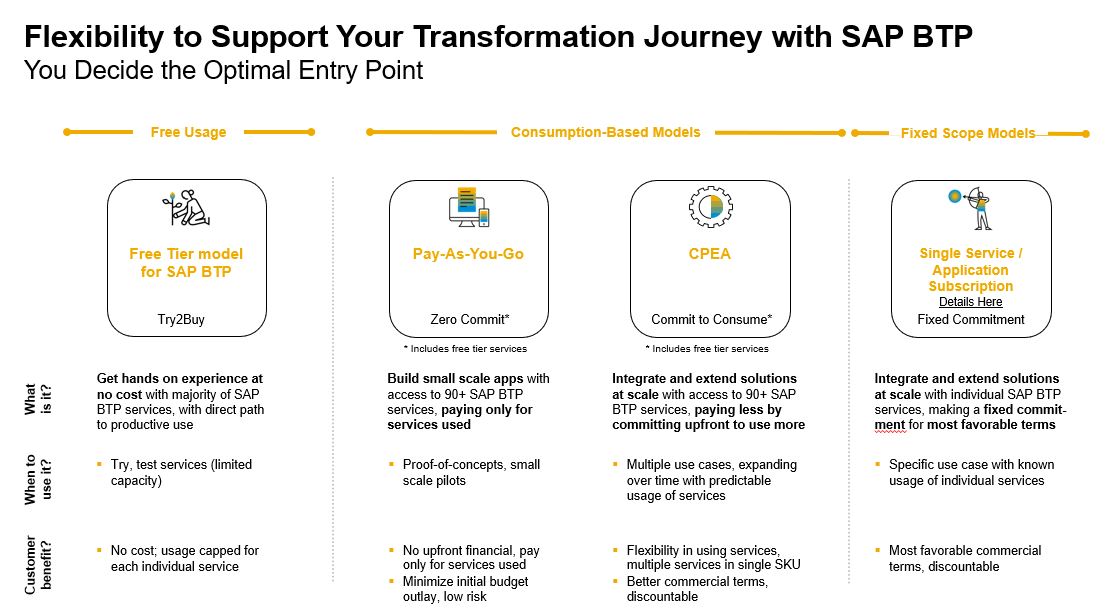 Flexibility to Support Your Transformation Journey with SAP BTP
You Decide the Optimal Entry Point
Free Usage
Consumption-Based Models
Fixed Scope Models
Free Tier model
for SAP BTP
Try2Buy
Pay-As-You-Go
Zero Commit*
* Includes free tier services
CPEA
Commit to Consume*
* Includes free tier services
Single Service /
Application
Subscription
Details Here
Fixed Commitment
What
is it?
Get hands on experience at
no cost with majority of SAP
BTP services, with direct path
to productive use
Build small scale apps with
access to 90+ SAP BTP
services, paying only for
services used
Integrate and extend solutions
at scale with access to 90+ SAP
BTP services, paying less by
committing upfront to use more
Integrate and extend solutions
at scale with individual SAP BTP
services, making a fixed commit-
ment for most favorable terms
When to
use it?
▪ Try, test services (limited
capacity)
▪ Proof-of-concepts, small
scale pilots
▪ Multiple use cases, expanding
over time with predictable
usage of services
▪ Specific use case with known
usage of individual services
Customer
benefit?
▪ No cost; usage capped for
each individual service
▪ No upfront financial, pay
only for services used
▪ Minimize initial budget
outlay, low risk
▪ Flexibility in using services,
multiple services in single SKU
▪ Better commercial terms,
discountable
▪ Most favorable commercial
terms, discountable